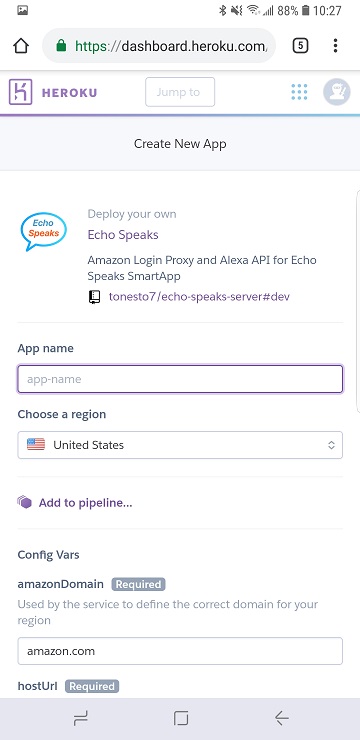 88% 10:27
https://dashboard.heroku.com/
5
HEROKU
Jump to
Create New App
Echo
Speaks
Deploy your own
Echo Speaks
Amazon Login Proxy and Alexa API for Echo
Speaks SmartApp
tonesto7/echo-speaks-server#dev
App name
app-name
Choose a region
United States
Add to pipeline...
Config Vars
amazonDomain Required
Used by the service to define the correct domain for your
region
amazon.com
hostUrl Required